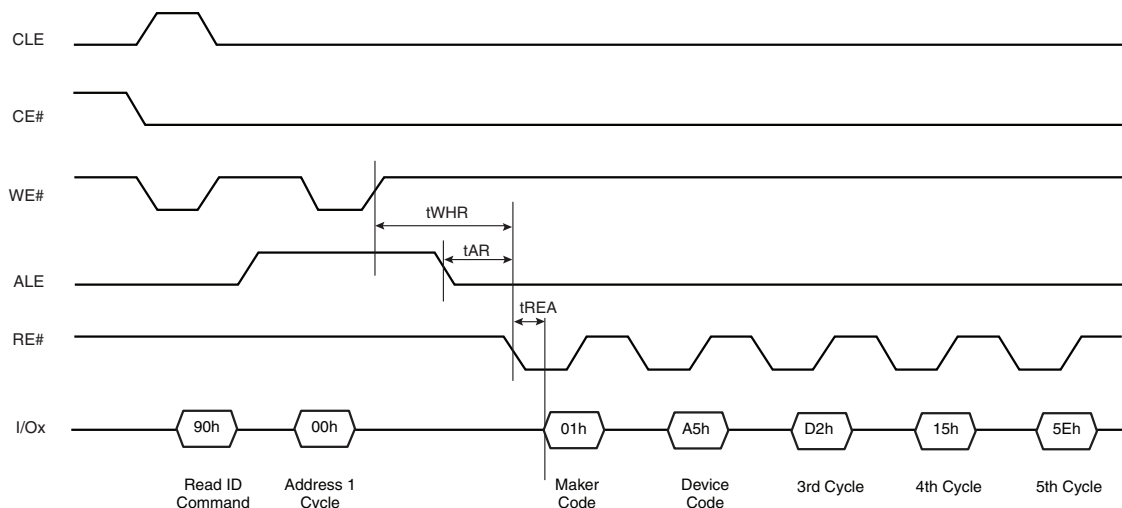 CLE
CE#
WE#
tWHR
tAR
ALE
tREA
RE#
I/Ox
90h
00h
01h
A5h
D2h
15h
5Eh
Read ID
Command
Address 1
Cycle
Maker
Code
Device
Code
3rd Cycle
4th Cycle
5th Cycle